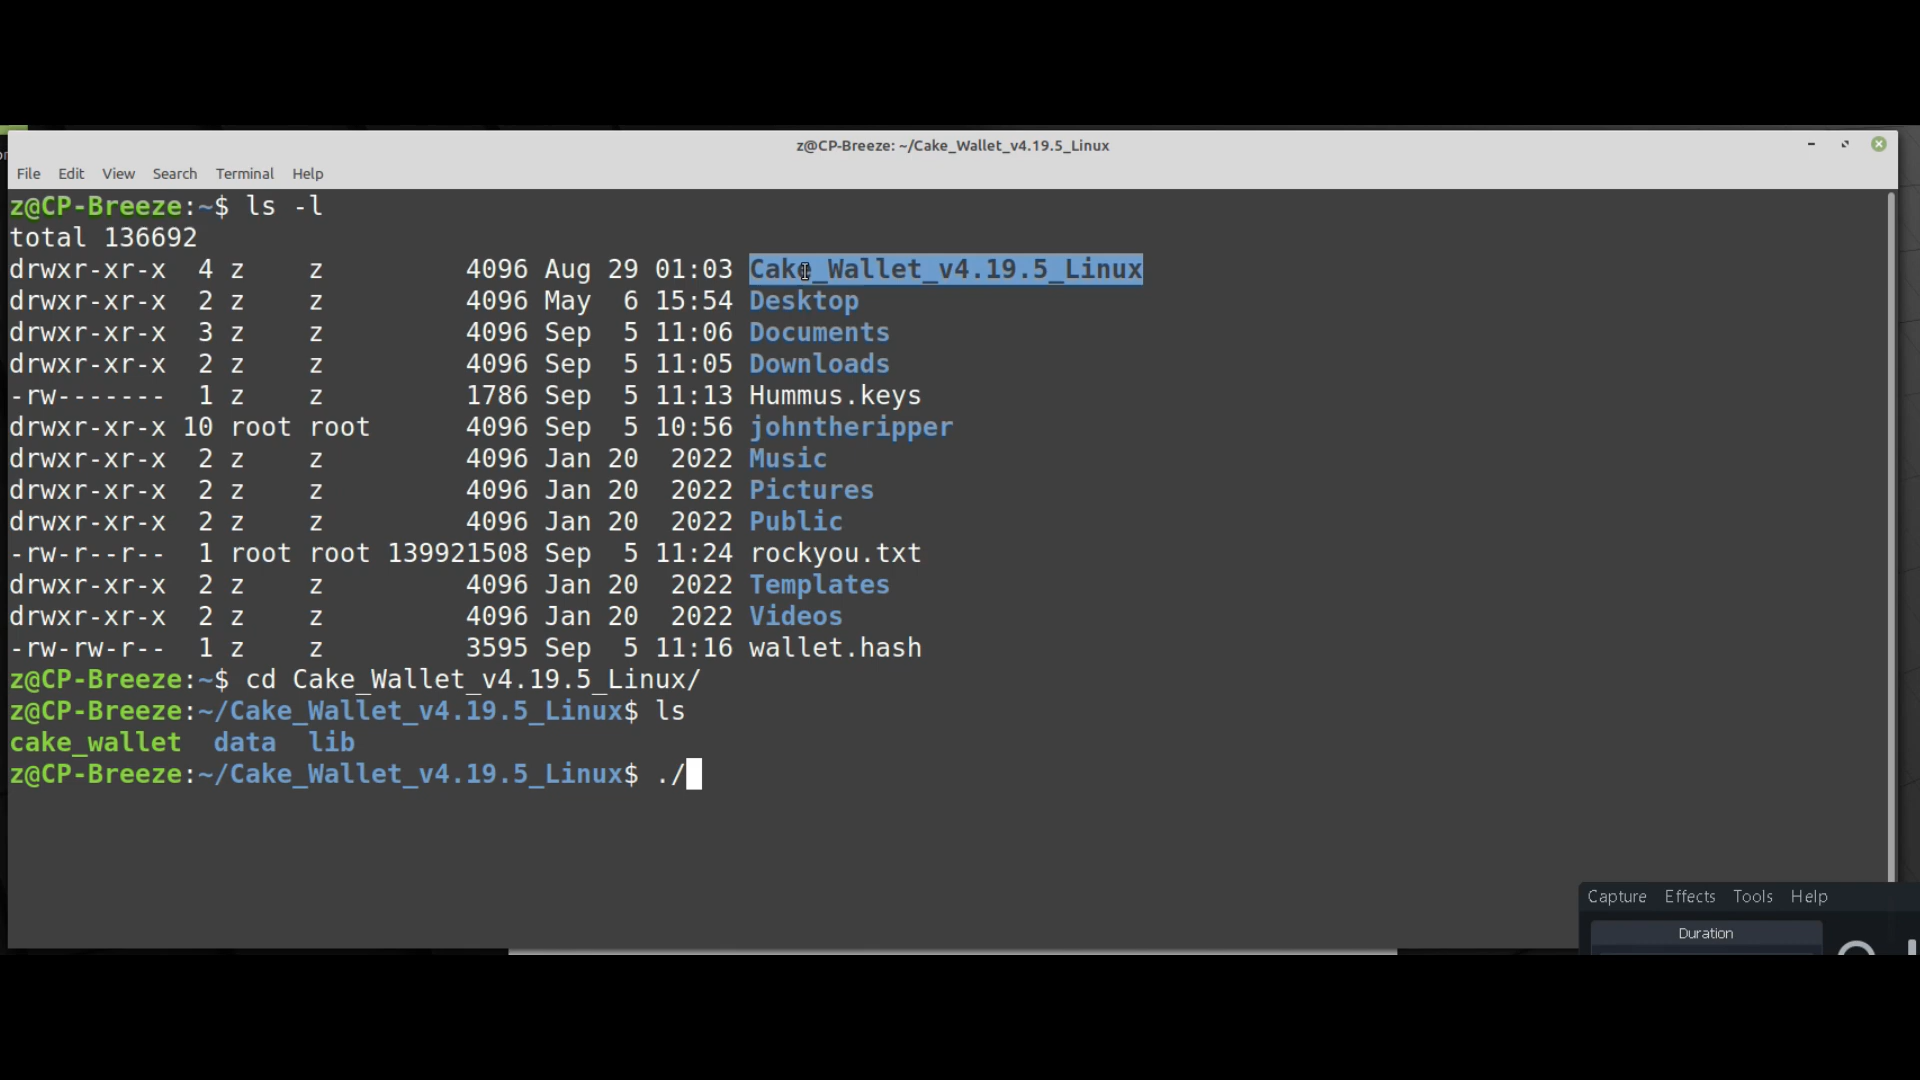 z@CP-Breeze: ~/Cake_Wallet_v4.19.5_Linux
File Edit View Search Terminal Help
z@CP-Breeze:~$ ls -l
total 136692
drwxr-xr-x  4 z    z         4096 Aug 29 01:03 Cake_Wallet_v4.19.5_Linux
drwxr-xr-x  2 z    z         4096 May  6 15:54 Desktop
drwxr-xr-x  3 z    z         4096 Sep  5 11:06 Documents
drwxr-xr-x  2 z    z         4096 Sep  5 11:05 Downloads
-rw-------  1 z    z         1786 Sep  5 11:13 Hummus.keys
drwxr-xr-x 10 root root      4096 Sep  5 10:56 johntheripper
drwxr-xr-x  2 z    z         4096 Jan 20  2022 Music
drwxr-xr-x  2 z    z         4096 Jan 20  2022 Pictures
drwxr-xr-x  2 z    z         4096 Jan 20  2022 Public
-rw-r--r--  1 root root 139921508 Sep  5 11:24 rockyou.txt
drwxr-xr-x  2 z    z         4096 Jan 20  2022 Templates
drwxr-xr-x  2 z    z         4096 Jan 20  2022 Videos
-rw-rw-r--  1 z    z         3595 Sep  5 11:16 wallet.hash
z@CP-Breeze:~$ cd Cake_Wallet_v4.19.5_Linux/
z@CP-Breeze:~/Cake_Wallet_v4.19.5_Linux$ ls
cake_wallet  data  lib
z@CP-Breeze:~/Cake_Wallet_v4.19.5_Linux$ ./
Capture Effects Tools Help
Duration